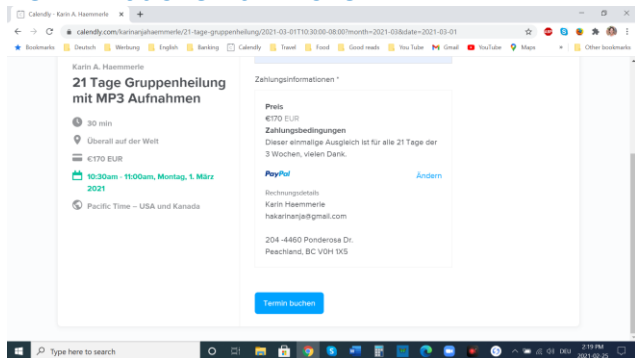 Calendly - Karin A. Haemmerle
calendly.com/karinanjahaemmerle/21-tage-gruppenheilung/2021-03-01T10:30:00-08:00?month=2021-03&date=2021-03-01
Bookmarks Deutsch Werbung English Banking Calendly Travel Food Good reads You Tube Gmail YouTube Maps » Other bookmarks
Karin A. Haemmerle
21 Tage Gruppenheilung
mit MP3 Aufnahmen
30 min
Überall auf der Welt
€170 EUR
10:30am - 11:00am, Montag, 1. März
2021
Pacific Time – USA und Kanada
Zahlungsinformationen *
Preis
€170 EUR
Zahlungsbedingungen
Dieser einmalige Ausgleich ist für alle 21 Tage der
3 Wochen, vielen Dank.
PayPal Ändern
Rechnungsdetails
Karin Haemmerle
hakarinanja@gmail.com
204 -4460 Ponderosa Dr.
Peachland, BC V0H 1X5
Termin buchen
Type here to search
DEU
2:19 PM
2021-02-25